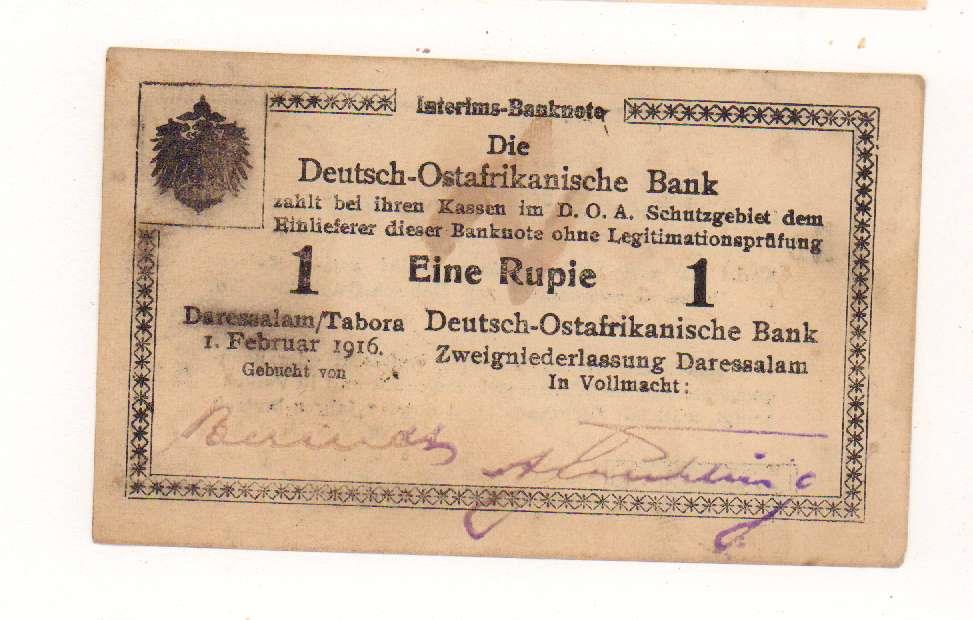 Interims-Banknote
Die
Deutsch-Ostafrikanische Bank
zahlt bei ihren Kassen im D. O. A. Schutzgebiet dem
Einlieferer dieser Banknote ohne Legitimationsprüfung
1 Eine Rupie 1
Daressalam/Tabora
1. Februar 1916.
Gebucht von
Deutsch-Ostafrikanische Bank
Zweigniederlassung Daressalam
In Vollmacht: